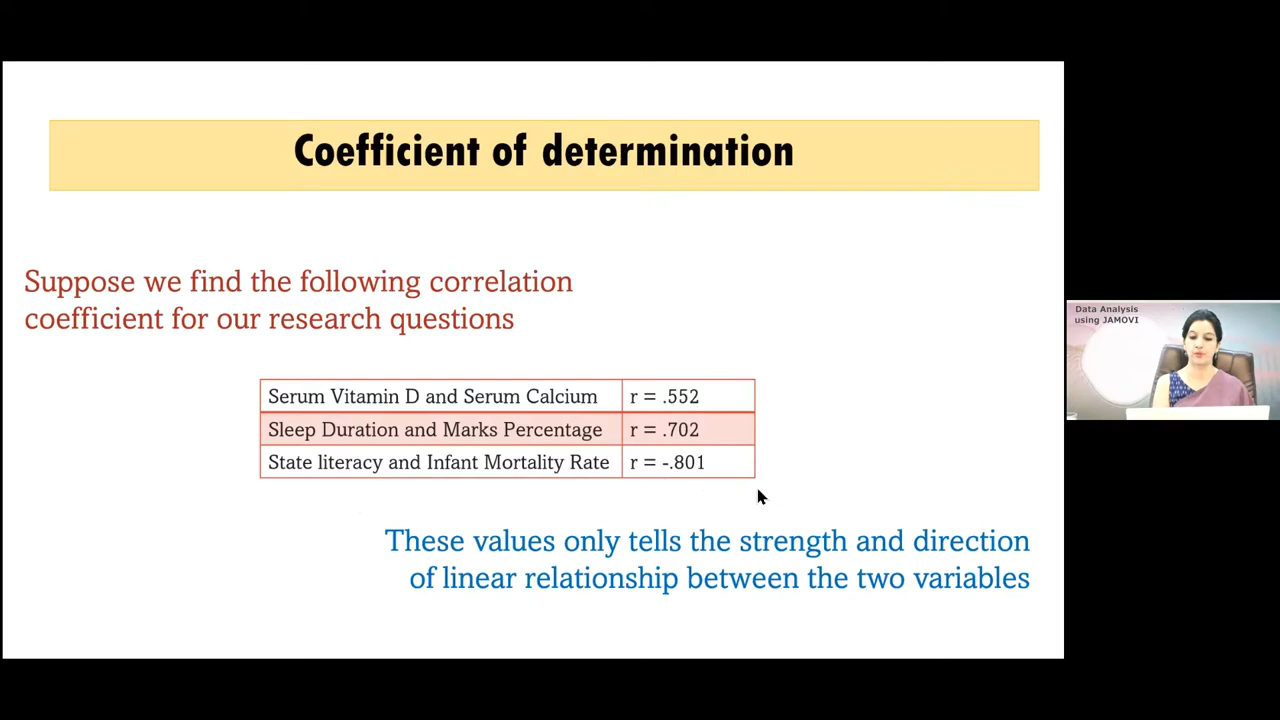 Coefficient of determination
Suppose we find the following correlation
coefficient for our research questions
Serum Vitamin D and Serum Calcium r = .552
Sleep Duration and Marks Percentage r = .702
State literacy and Infant Mortality Rate r = -.801
These values only tells the strength and direction
of linear relationship between the two variables
Data Analysis
using JAMOVI